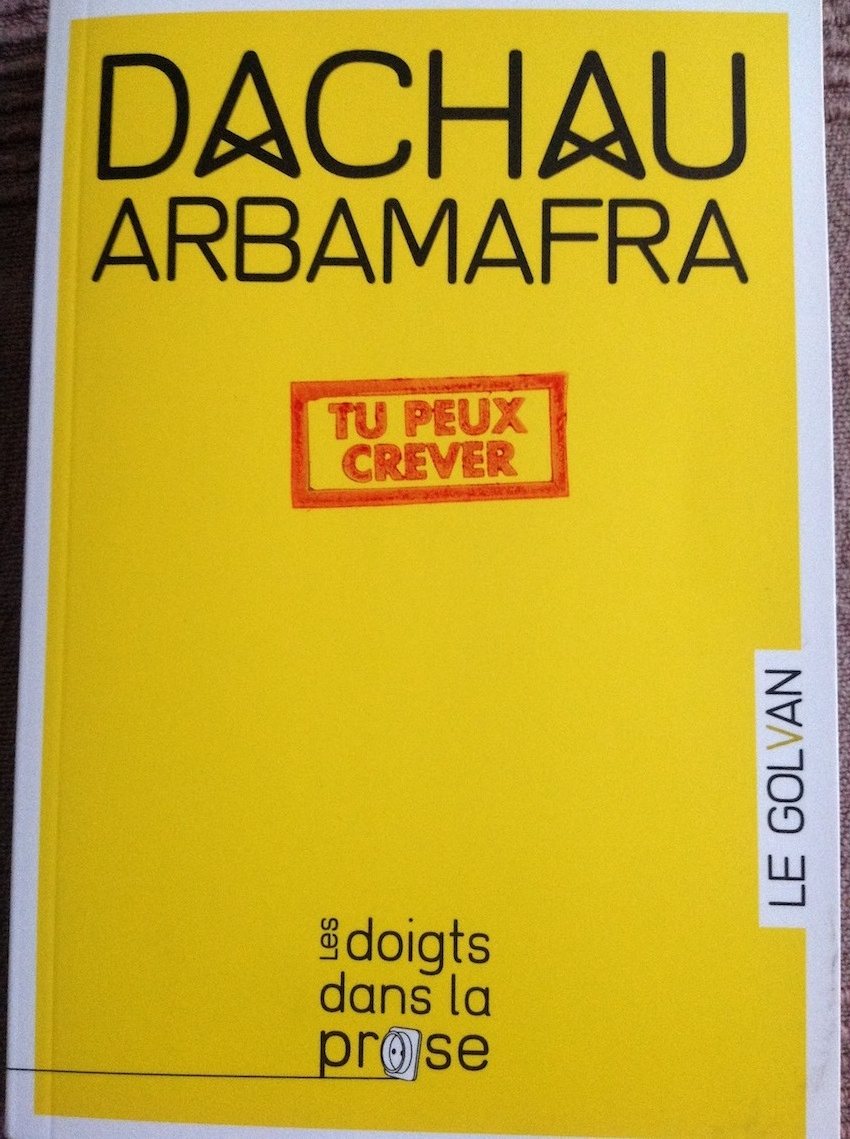 DACHAU
ARBAMAFRA
TU PEUX
CREVER
LE GOLVAN
Les doigts
dans la
prose